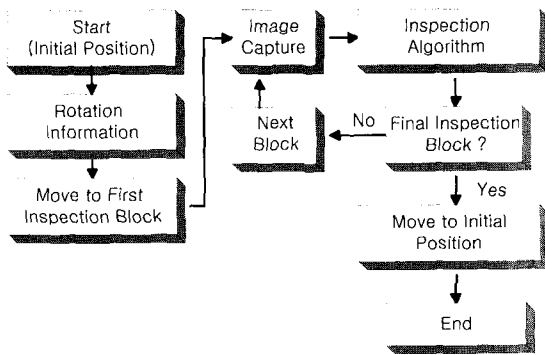 Start
(Initial Position)
Rotation
Information
Move to First
Inspection Block
Image
Capture
Inspection
Algorithm
Final Inspection
Block ?
No
Next
Block
Yes
Move to Initial
Position
End